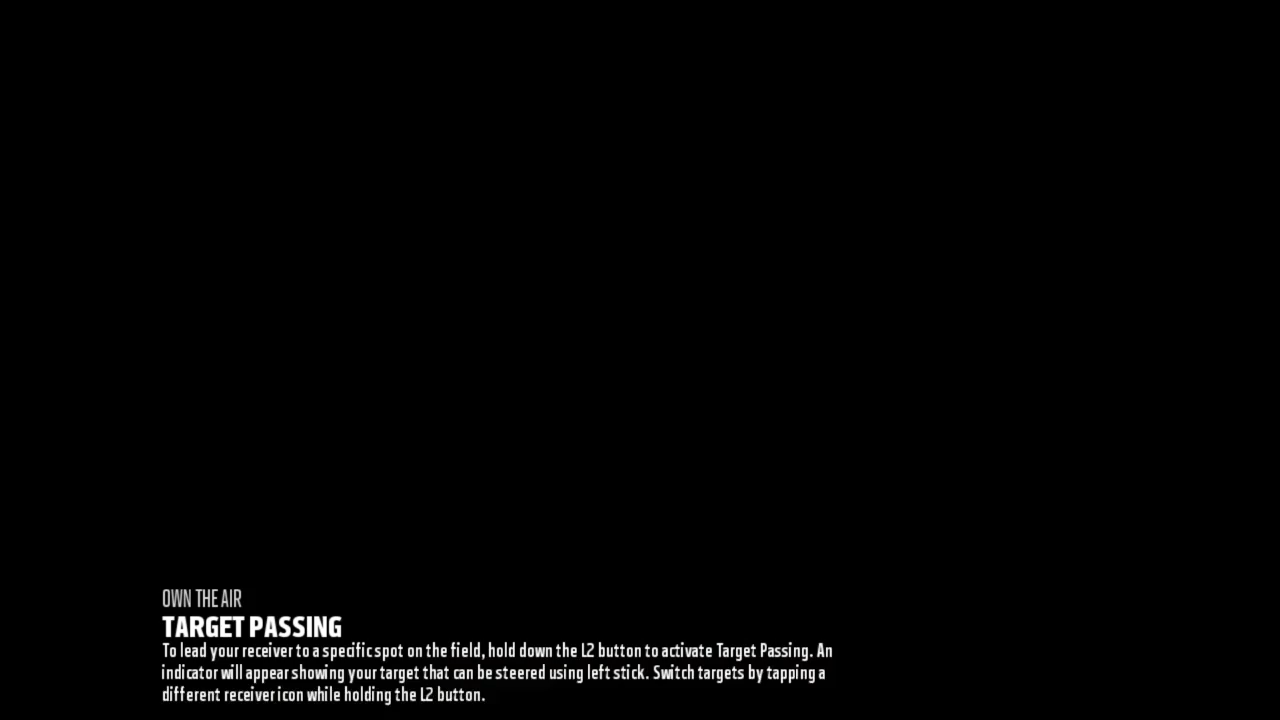 OWN THE AIR
TARGET PASSING
To lead your receiver to a specific spot on the field, hold down the L2 button to activate Target Passing. An
indicator will appear showing your target that can be steered using left stick. Switch targets by tapping a
different receiver icon while holding the L2 button.